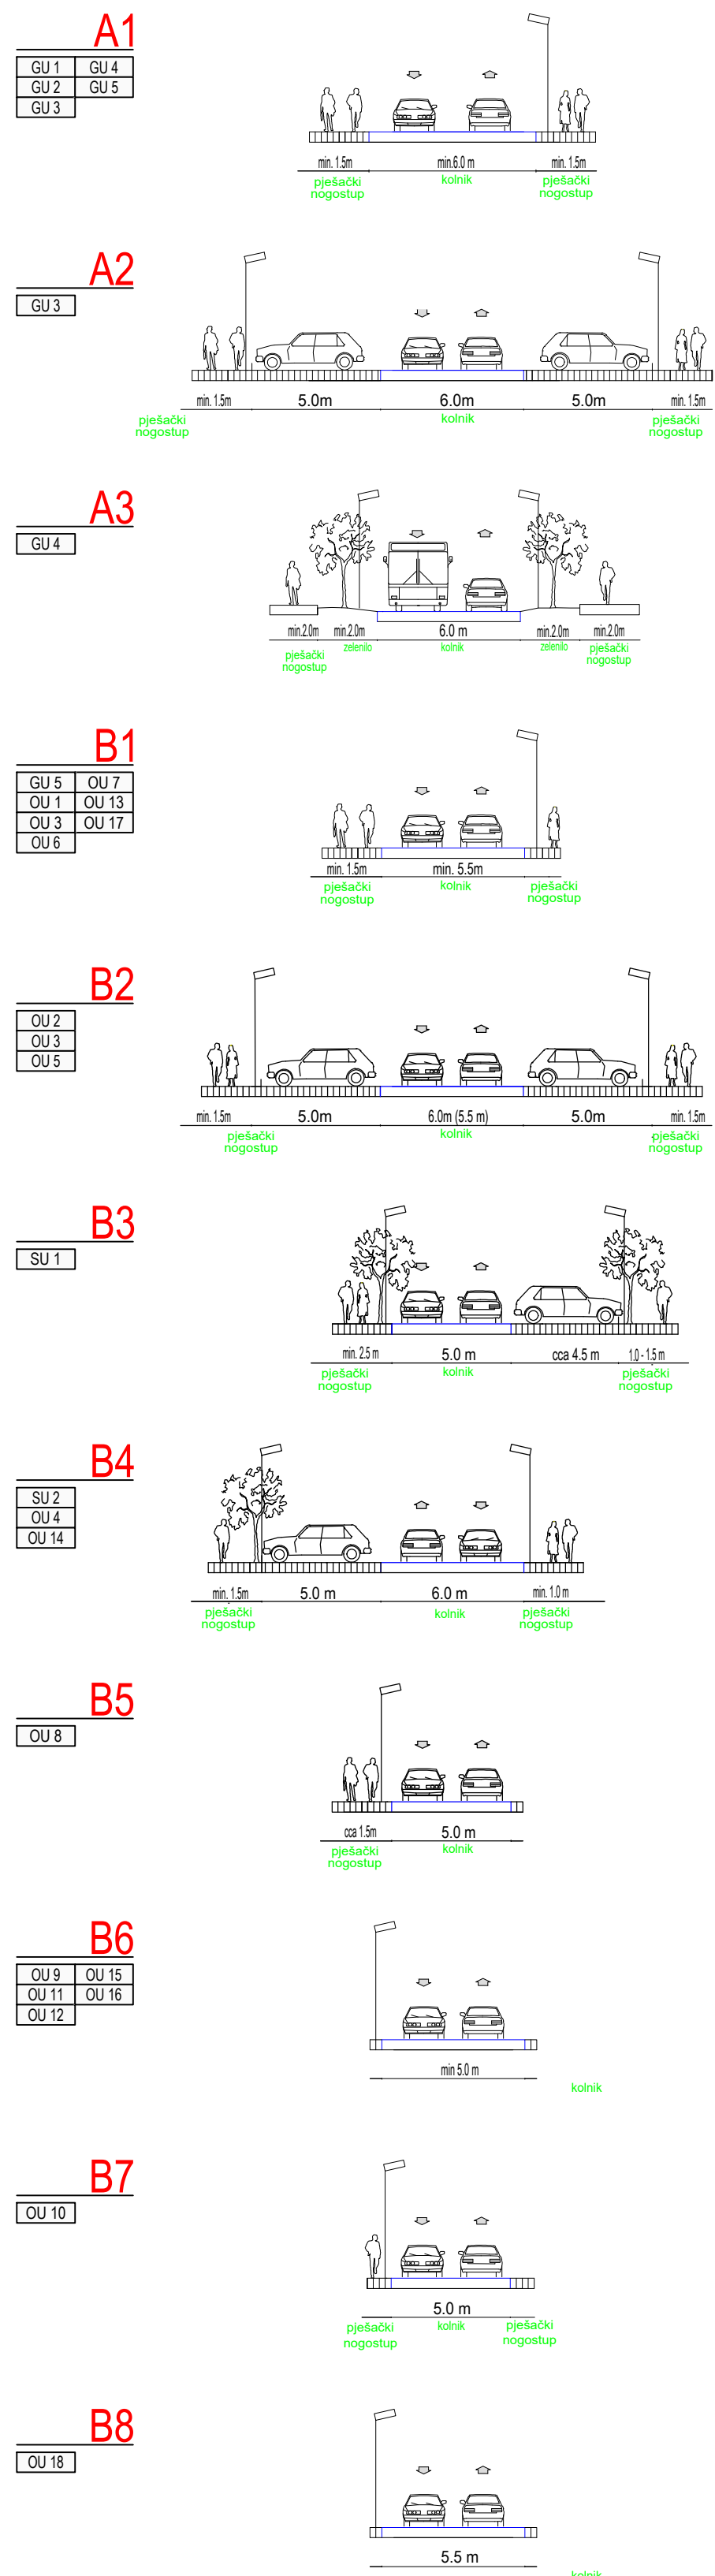 A1
GU 1 GU 4
GU 2 GU 5
GU 3
min. 1.5m min.6.0 m min. 1.5m
pješački nogostup kolnik pješački nogostup
A2
GU 3
min. 1.5m 5.0m 6.0m 5.0m min. 1.5m
pješački nogostup kolnik pješački nogostup
A3
GU 4
min.2.0m min.2.0m 6.0 m min.2.0m min.2.0m
pješački nogostup zelenilo kolnik zelenilo pješački nogostup
B1
GU 5 OU 7
OU 1 OU 13
OU 3 OU 17
OU 6
min. 1.5m min. 5.5m
pješački nogostup kolnik pješački nogostup
B2
OU 2
OU 3
OU 5
min. 1.5m 5.0m 6.0m (5.5 m) 5.0m min. 1.5m
pješački nogostup kolnik pješački nogostup
B3
SU 1
min. 2.5 m 5.0 m cca 4.5 m 1.0 - 1.5 m
pješački nogostup kolnik pješački nogostup
B4
SU 2
OU 4
OU 14
min. 1.5m 5.0 m 6.0 m min. 1.0 m
pješački nogostup kolnik pješački nogostup
B5
OU 8
cca 1.5m 5.0 m
pješački nogostup kolnik
B6
OU 9 OU 15
OU 11 OU 16
OU 12
min 5.0 m
kolnik
B7
OU 10
5.0 m
pješački nogostup kolnik pješački nogostup
B8
OU 18
5.5 m
kolnik